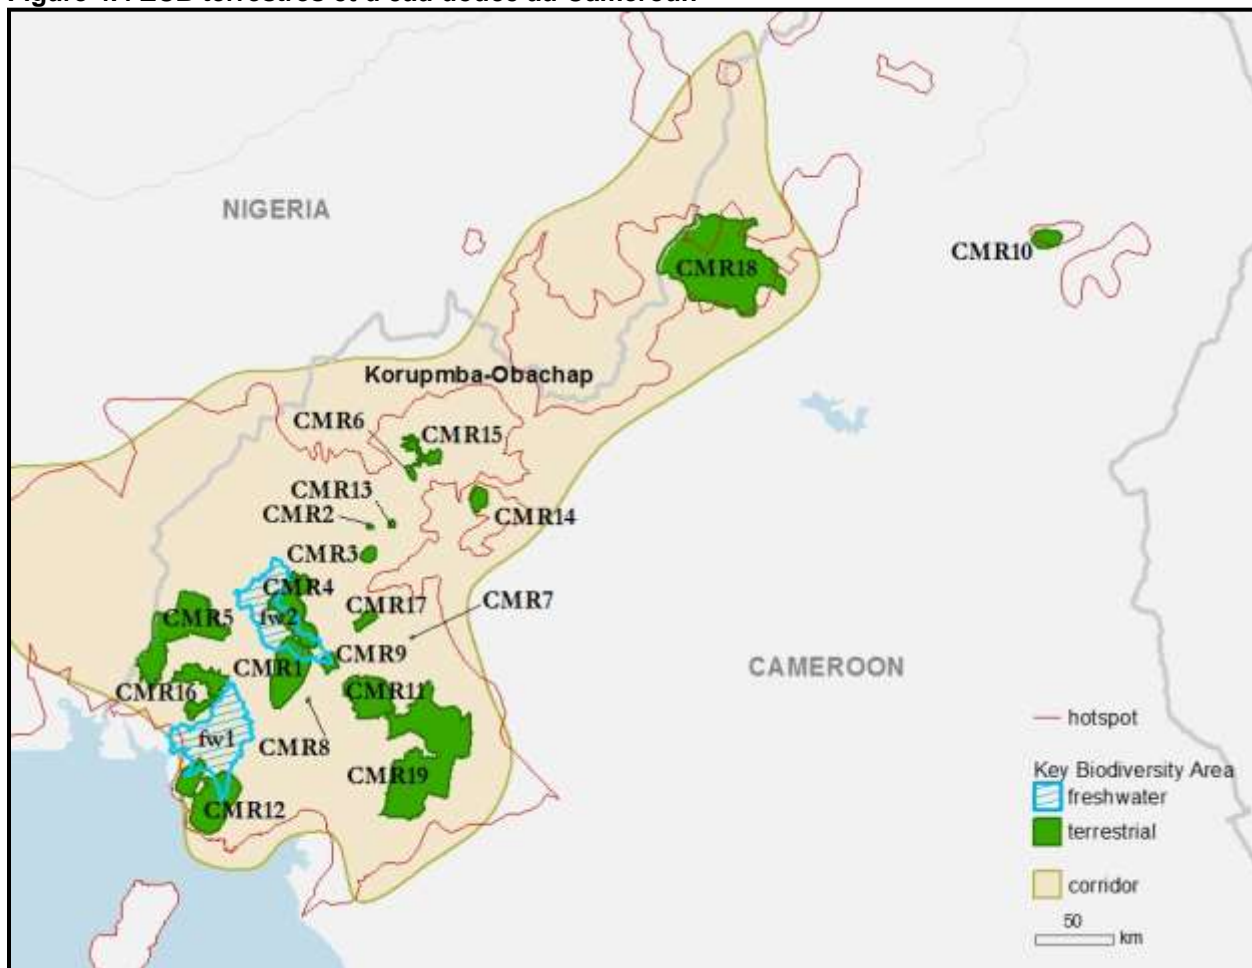 NIGERIA
CMR10
CMR18
Korupmba-Obachap
CMR6
CMR15
CMR13
CMR2
CMR14
CMR3
CMR4
CMR17
CMR7
CMR5
fw2
CMR9
CMR1
CAMEROON
CMR16
CMR11
hotspot
fw1
CMR8
Key Biodiversity Area
CMR19
freshwater
CMR12
terrestrial
corridor
50
km